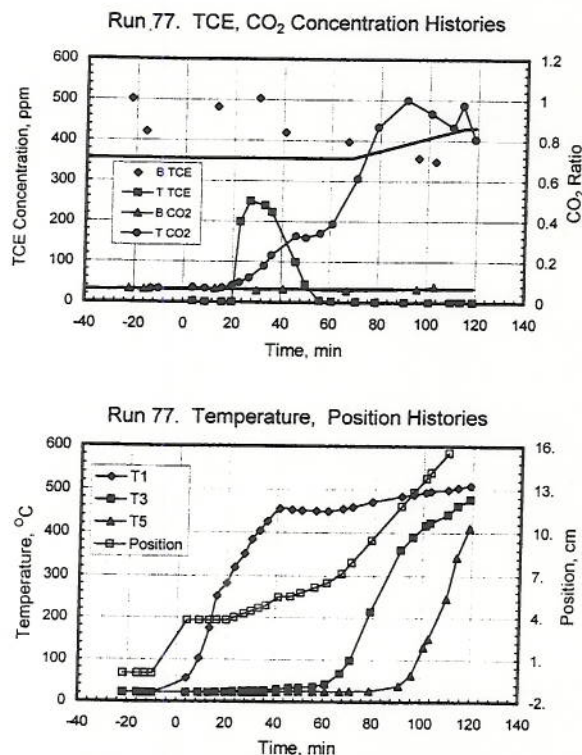 Run 77. TCE, CO2 Concentration Histories
600
500
400
300
200
100
0
TCE Concentration, ppm
1.2
1
0.8
0.6
0.4
0.2
0
CO2 Ratio
B TCE
T TCE
B CO2
T CO2
-40 -20 0 20 40 60 80 100 120 140
Time, min
Run 77. Temperature, Position Histories
600
500
400
300
200
100
0
Temperature, °C
16.
13.
10.
7.
4.
1.
-2.
Position, cm
T1
T3
T5
Position
-40 -20 0 20 40 60 80 100 120 140
Time, min